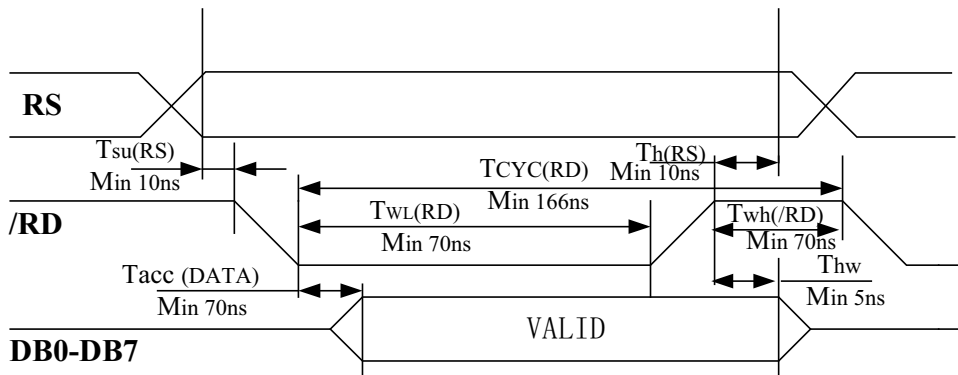 RS
Tsu(RS)
Min 10ns
Th(RS)
Min 10ns
TCYC(RD)
Min 166ns
/RD
TWL(RD)
Min 70ns
Twh(/RD)
Min 70ns
Tacc (DATA)
Min 70ns
Thw
Min 5ns
VALID
DB0-DB7